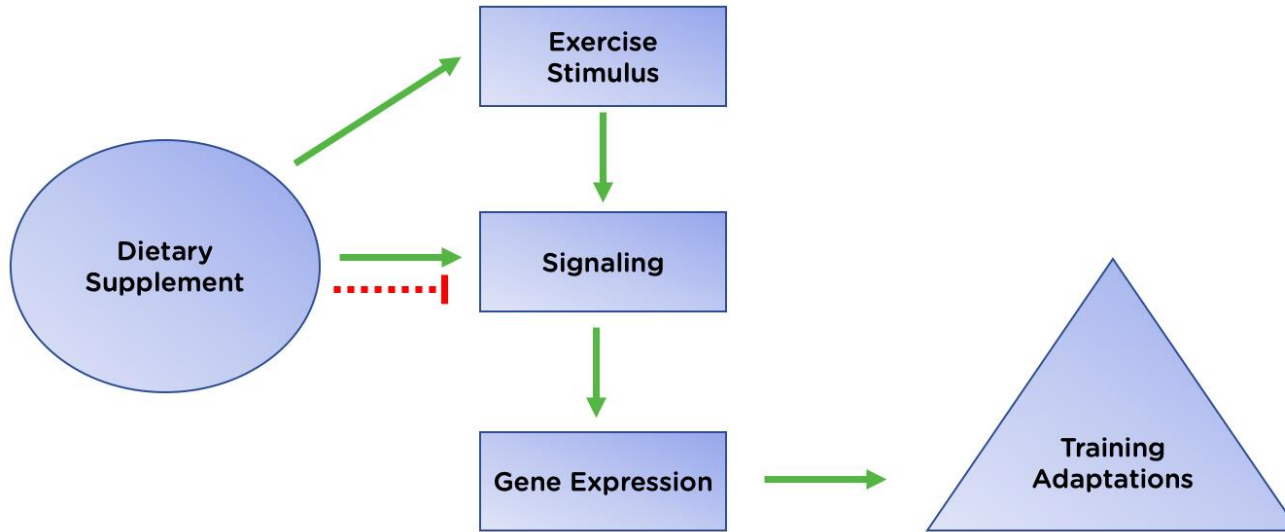 Exercise
Stimulus
Dietary
Supplement
Signaling
Gene Expression
Training
Adaptations